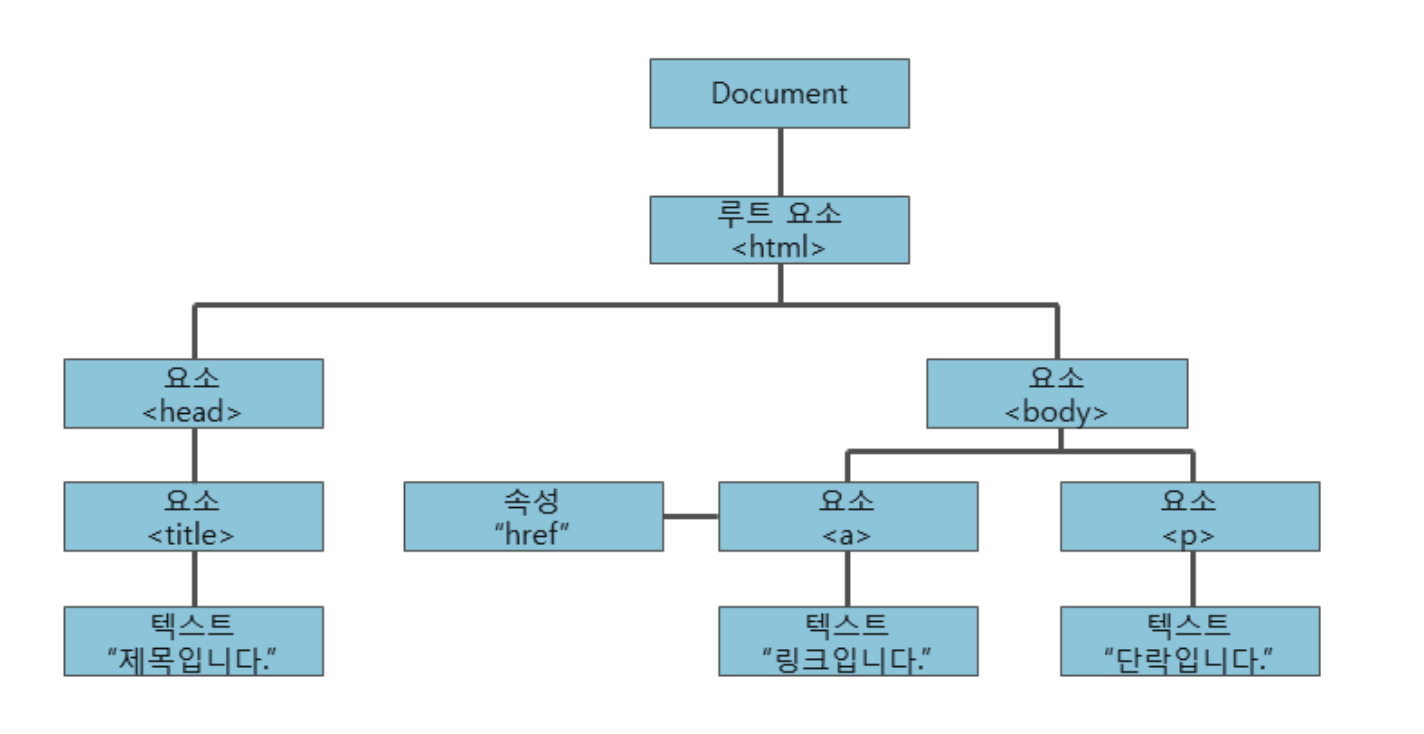 Document
루트 요소
<html>
요소
<head>
요소
<body>
요소
<title>
속성
"href"
요소
<a>
요소
<p>
텍스트
"제목입니다."
텍스트
"링크입니다."
텍스트
"단락입니다."